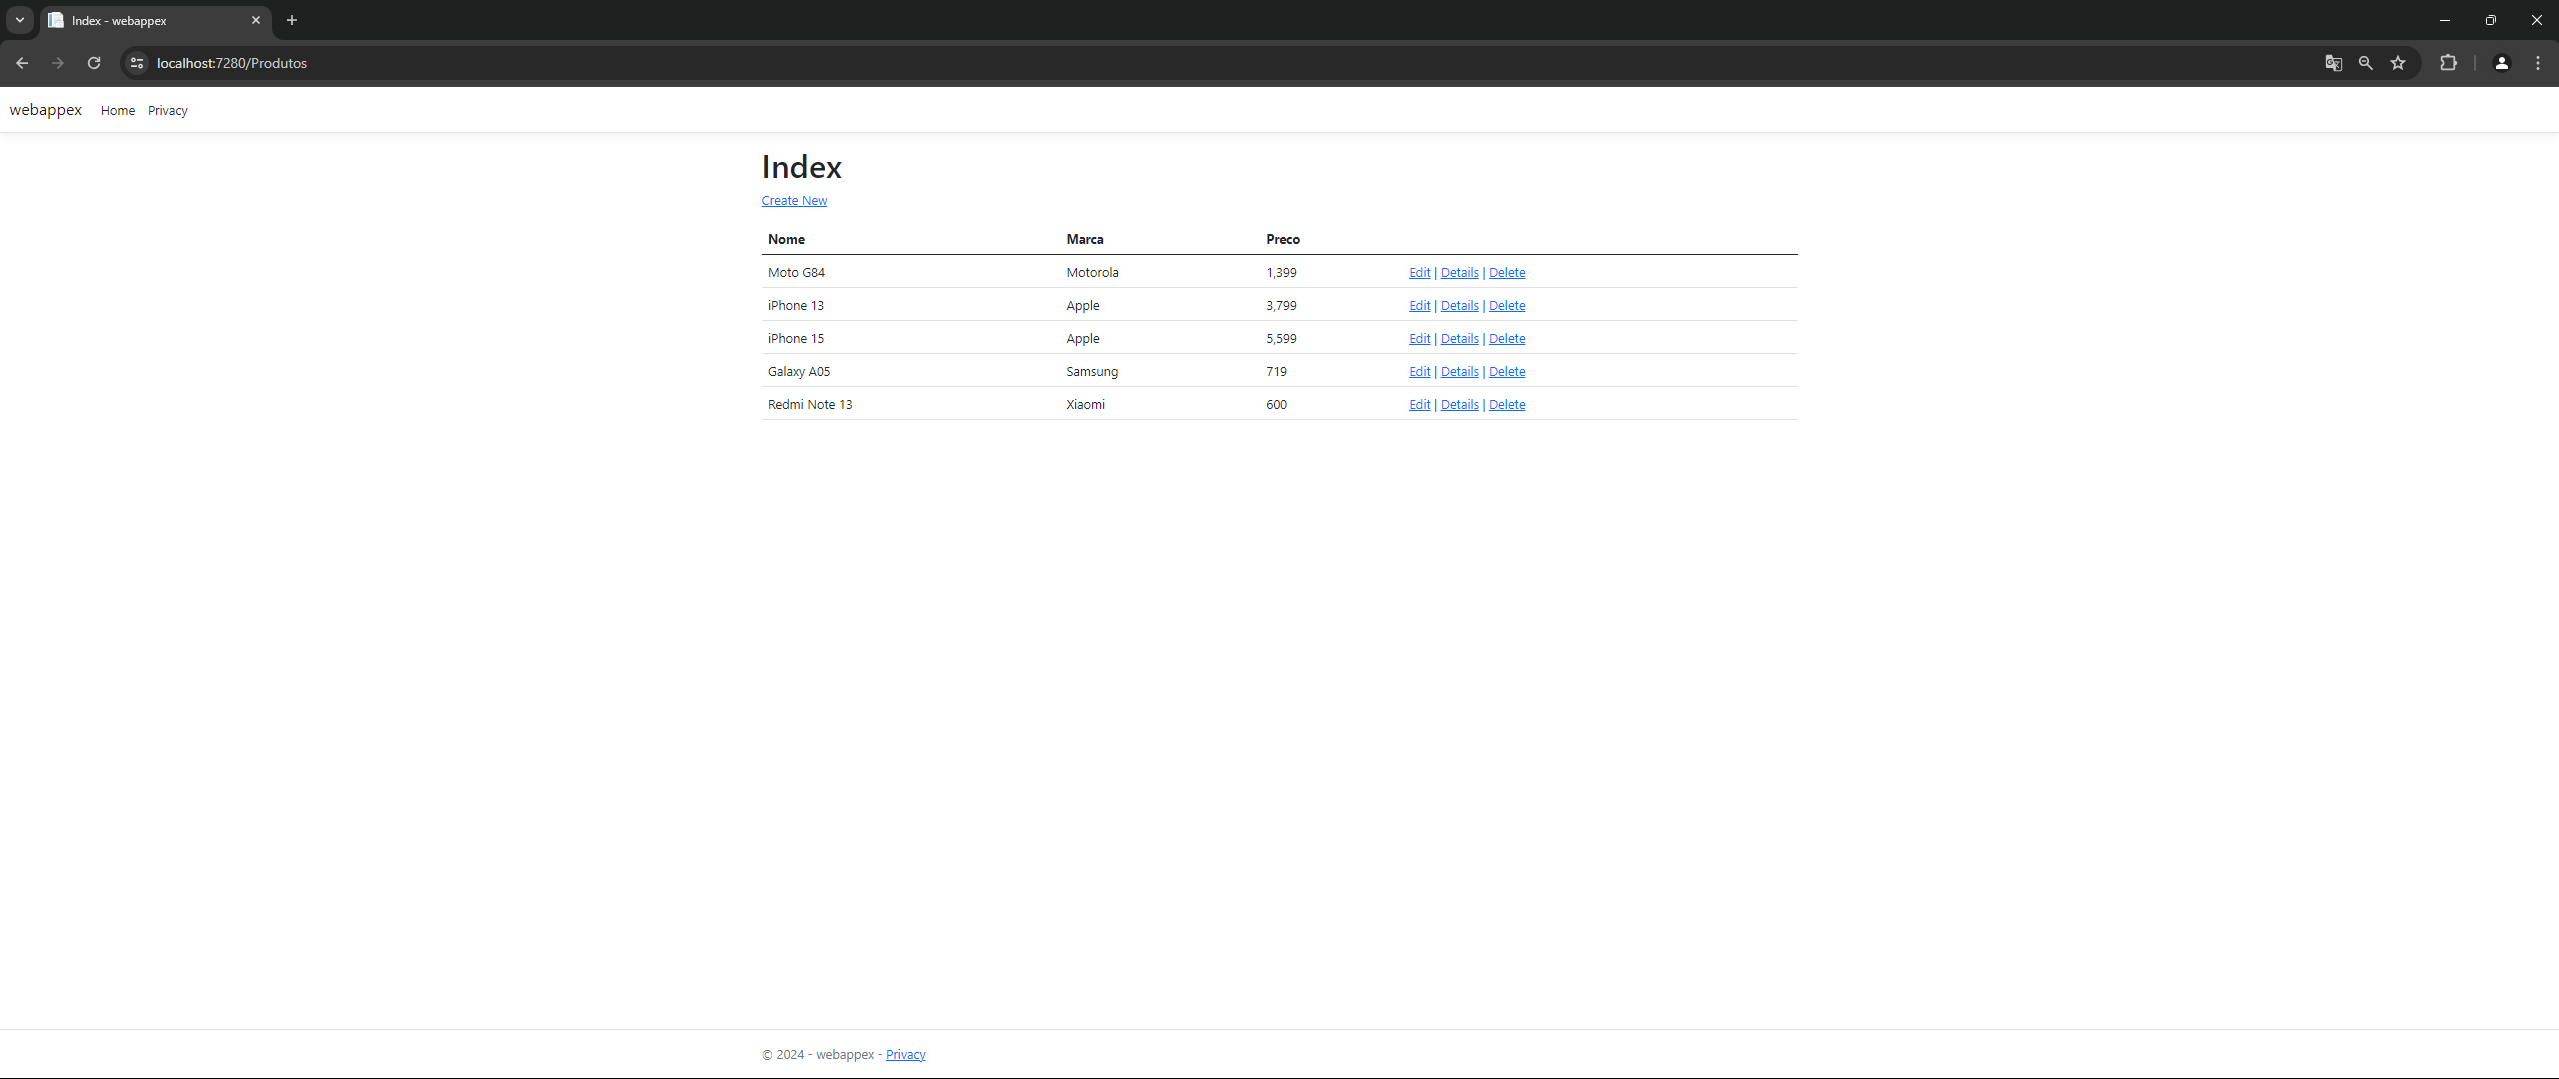 Index - webappex
localhost:7280/Produtos
webappex Home Privacy
Index
Create New
Nome Marca Preco
Moto G84 Motorola 1,399 Edit | Details | Delete
iPhone 13 Apple 3,799 Edit | Details | Delete
iPhone 15 Apple 5,599 Edit | Details | Delete
Galaxy A05 Samsung 719 Edit | Details | Delete
Redmi Note 13 Xiaomi 600 Edit | Details | Delete
© 2024 - webappex - Privacy